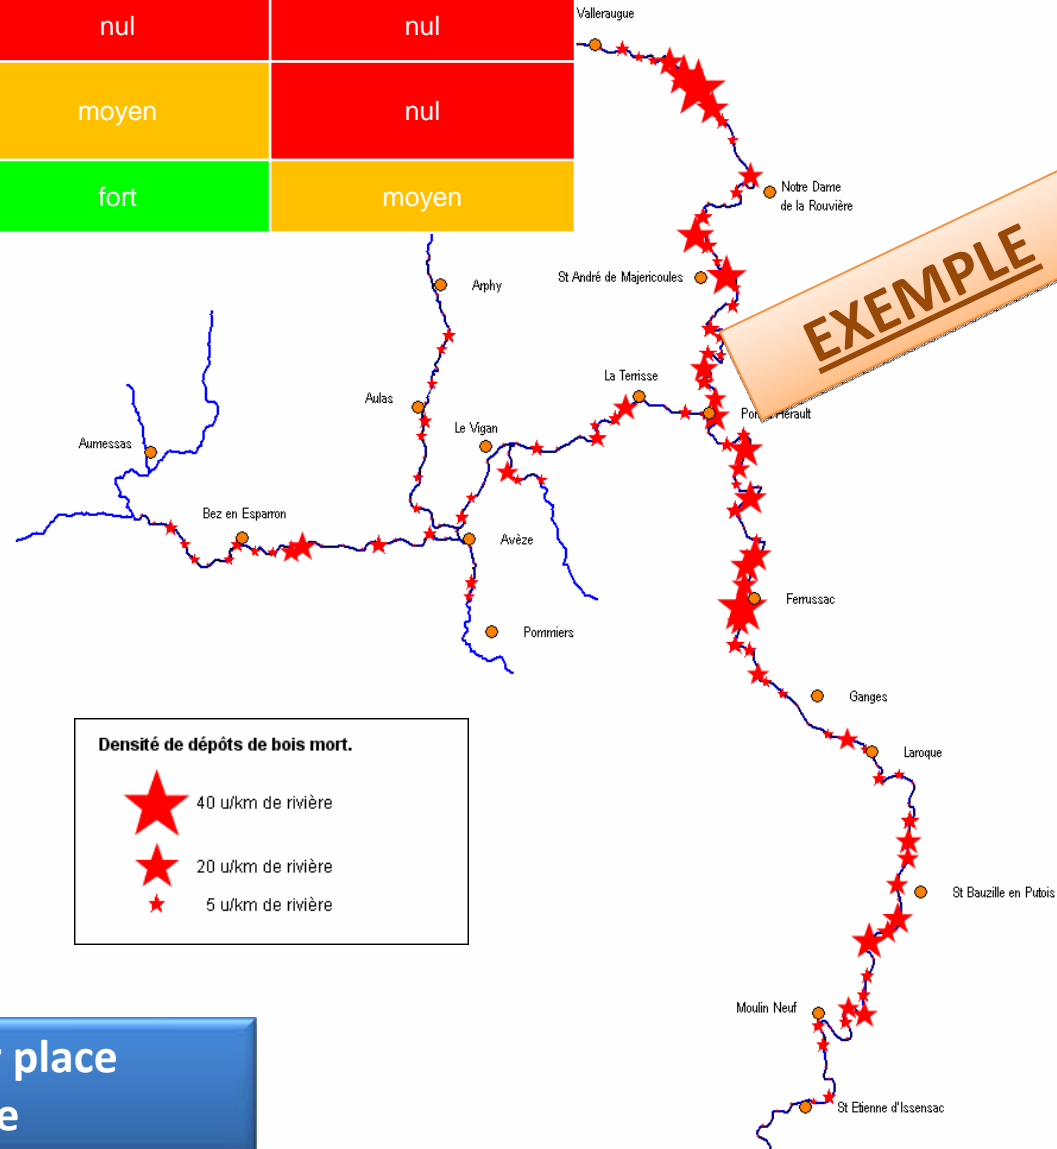 nul
nul
Valleraugue
moyen
nul
fort
moyen
Notre Dame
de la Rouvière
EXEMPLE
Arphy
St André de Majericoules
La Terrisse
Aulas
Le Vigan
Aumessas
Bez en Esparron
Avèze
Ferrussac
Pommiers
Ganges
Densité de dépôts de bois mort.
Laroque
40 u/km de rivière
20 u/km de rivière
5 u/km de rivière
St Bauzille en Putois
Moulin Neuf
place
St Etienne d'Issensac